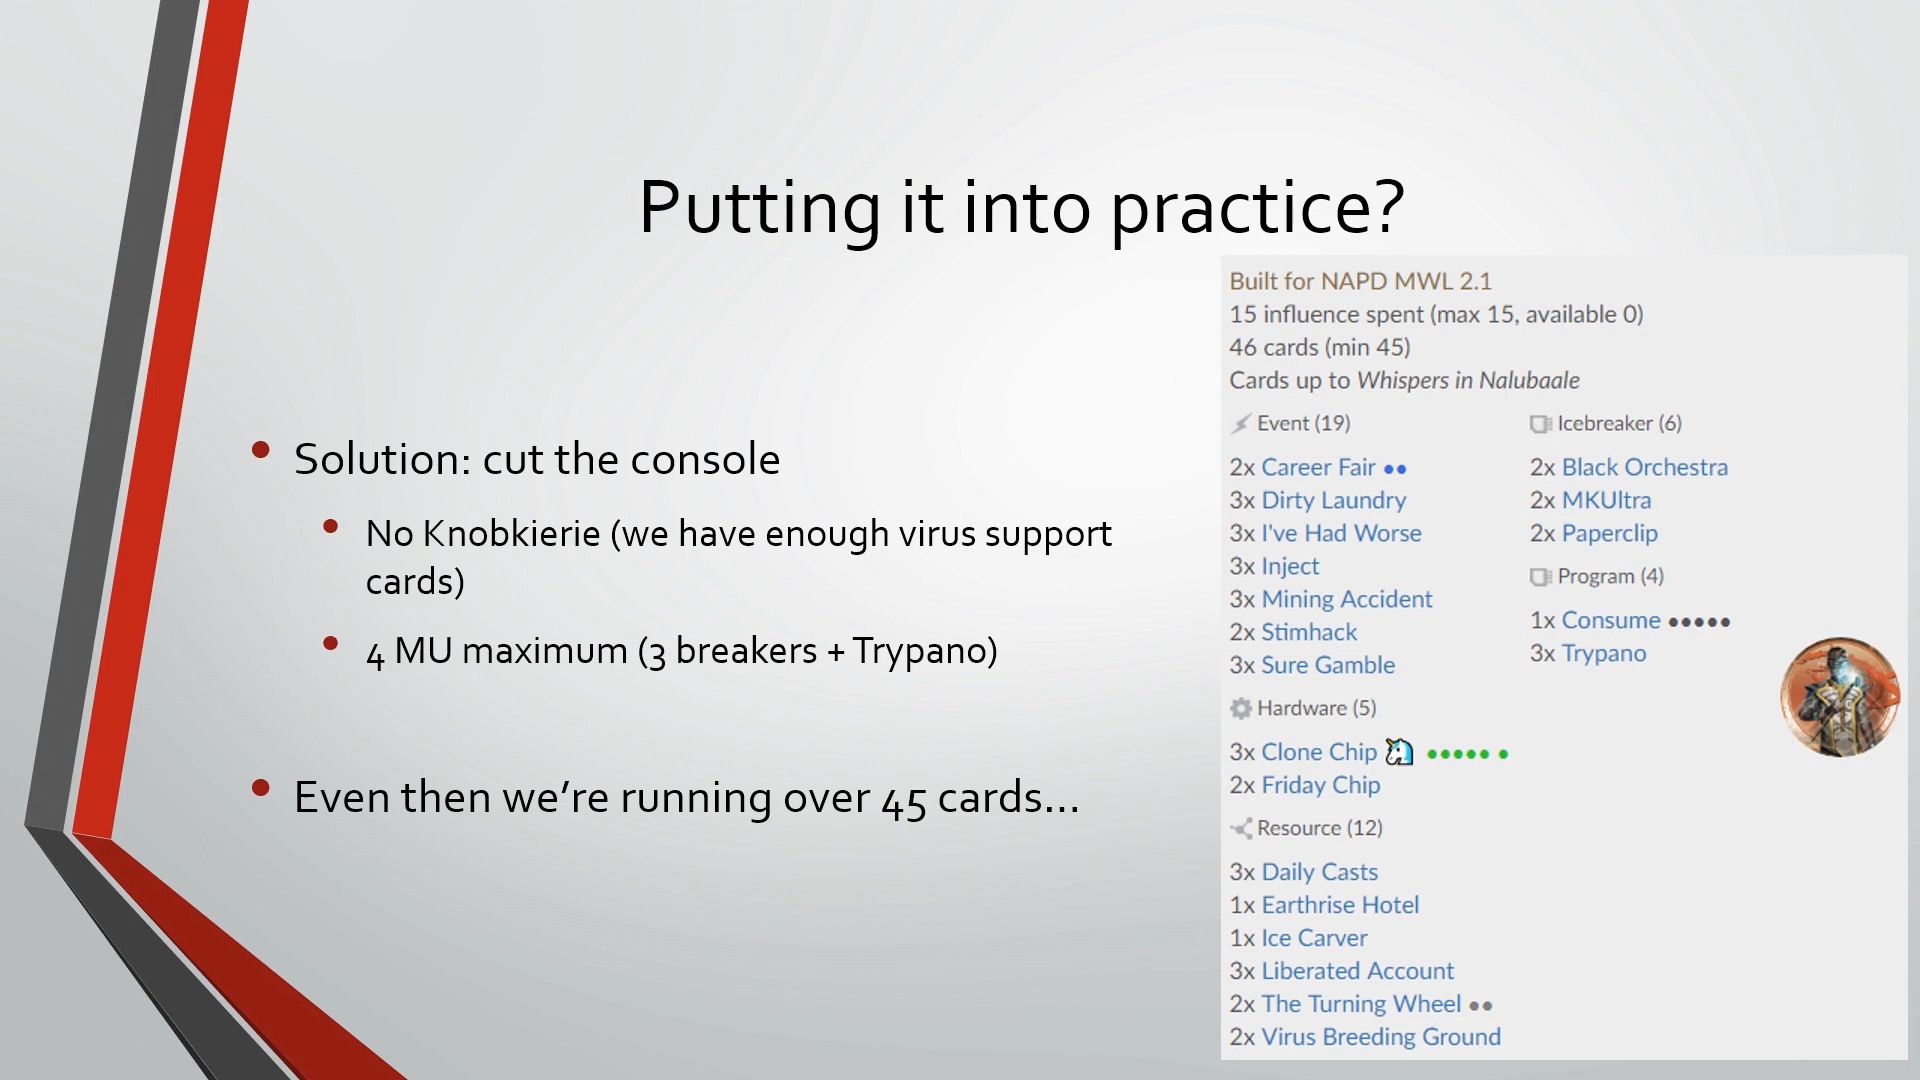 Putting it into practice?
Solution: cut the console
No Knobkierie (we have enough virus support
cards)
4 MU maximum (3 breakers + Trypano)
Even then we're running over 45 cards...
Built for NAPD MWL 2.1
15 influence spent (max 15, available 0)
46 cards (min 45)
Cards up to Whispers in Nalubaale
Event (19)
2x Career Fair ●●
3x Dirty Laundry
3x I've Had Worse
3x Inject
3x Mining Accident
2x Stimhack
3x Sure Gamble
Hardware (5)
3x Clone Chip 🦄 ●●●●● ●
2x Friday Chip
Resource (12)
3x Daily Casts
1x Earthrise Hotel
1x Ice Carver
3x Liberated Account
2x The Turning Wheel ●●
2x Virus Breeding Ground
Icebreaker (6)
2x Black Orchestra
2x MKUltra
2x Paperclip
Program (4)
1x Consume ●●●●●
3x Trypano